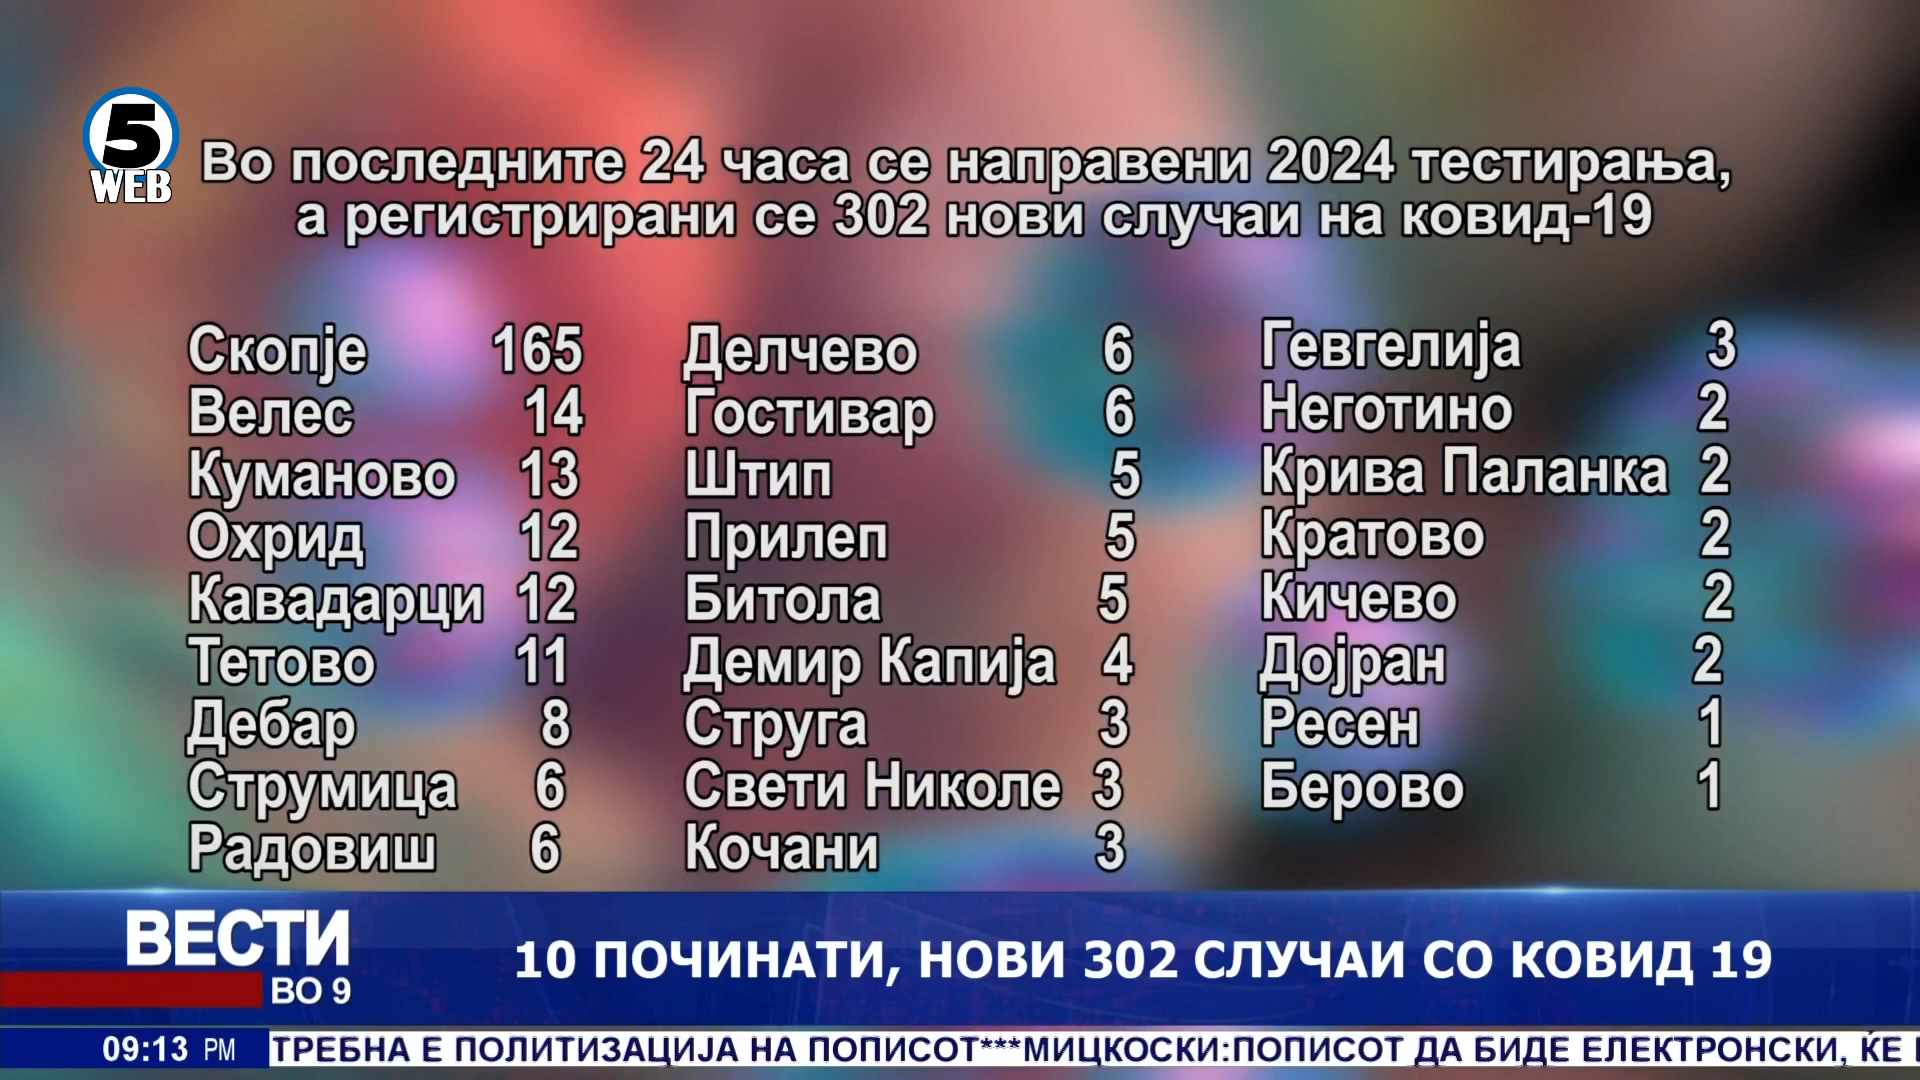 5
WEB
Во последните 24 часа се направени 2024 тестирања,
а регистрирани се 302 нови случаи на ковид-19
Скопје 165
Велес 14
Куманово 13
Охрид 12
Кавадарци 12
Тетово 11
Дебар 8
Струмица 6
Радовиш 6
Делчево 6
Гостивар 6
Штип 5
Прилеп 5
Битола 5
Демир Капија 4
Струга 3
Свети Николе 3
Кочани 3
Гевгелија 3
Неготино 2
Крива Паланка 2
Кратово 2
Кичево 2
Дојран 2
Ресен 1
Берово 1
ВЕСТИ
ВО 9
10 ПОЧИНАТИ, НОВИ 302 СЛУЧАИ СО КОВИД 19
09:13 PM
ТРЕБНА Е ПОЛИТИЗАЦИЈА НА ПОПИСОТ***МИЦКОСКИ:ПОПИСОТ ДА БИДЕ ЕЛЕКТРОНСКИ, ЌЕ